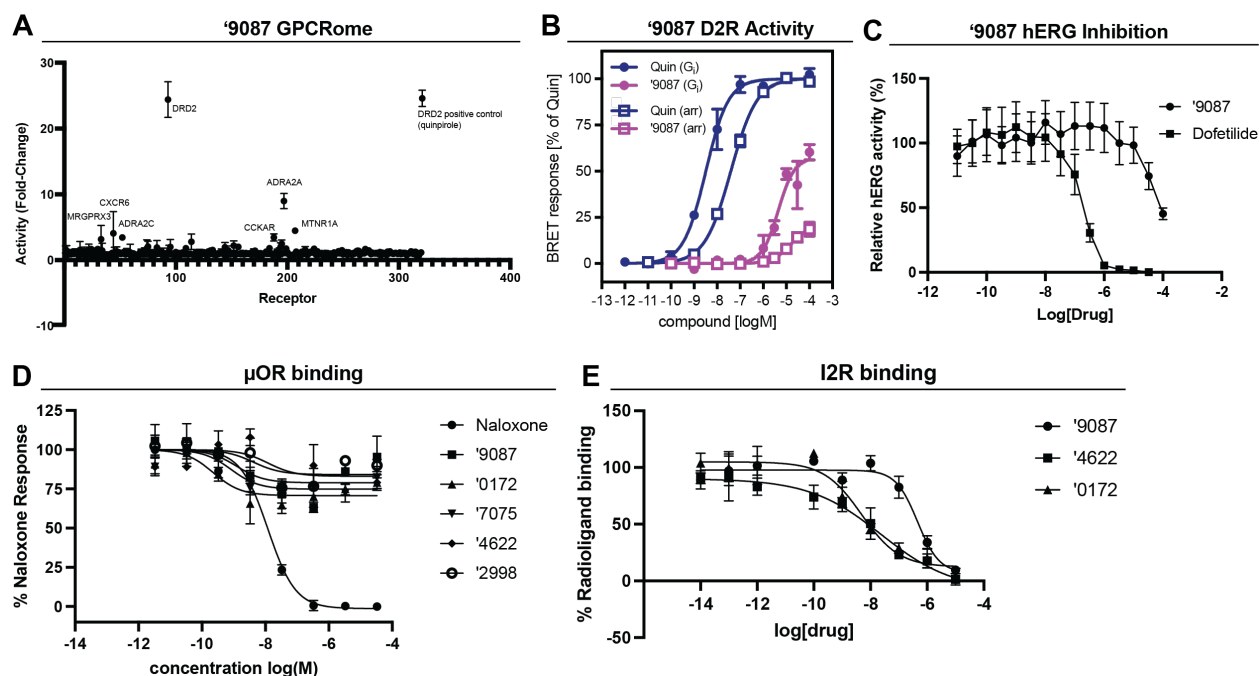 A
'9087 GPCRome
Activity (Fold-Change)
30
20
10
0
-10
100
200
300
400
Receptor
DRD2
DRD2 positive control
(quinpirole)
ADRA2A
CXCR6
MRGPRX3
ADRA2C
CCKAR
MTNR1A
B
'9087 D2R Activity
BRET response [% of Quin]
100
75
50
25
0
Quin (Gi)
'9087 (Gi)
Quin (arr)
'9087 (arr)
-13 -12 -11 -10 -9 -8 -7 -6 -5 -4 -3
compound [logM]
C
'9087 hERG Inhibition
Relative hERG activity (%)
150
100
50
0
-12 -10 -8 -6 -4 -2
Log[Drug]
'9087
Dofetilide
D
µOR binding
% Naloxone Response
125
100
75
50
25
0
-14 -12 -10 -8 -6 -4
concentration log(M)
Naloxone
'9087
'0172
'7075
'4622
'2998
E
I2R binding
% Radioligand binding
150
100
50
0
-50
-14 -12 -10 -8 -6 -4
log[drug]
'9087
'4622
'0172